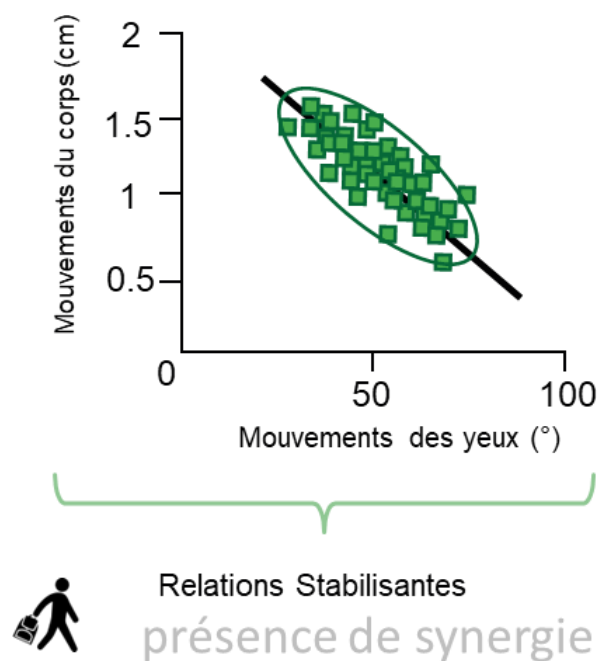 Mouvements du corps (cm)
2
1.5
1
0.5
0
50
100
Mouvements des yeux (°)
Relations Stabilisantes
présence de synergie